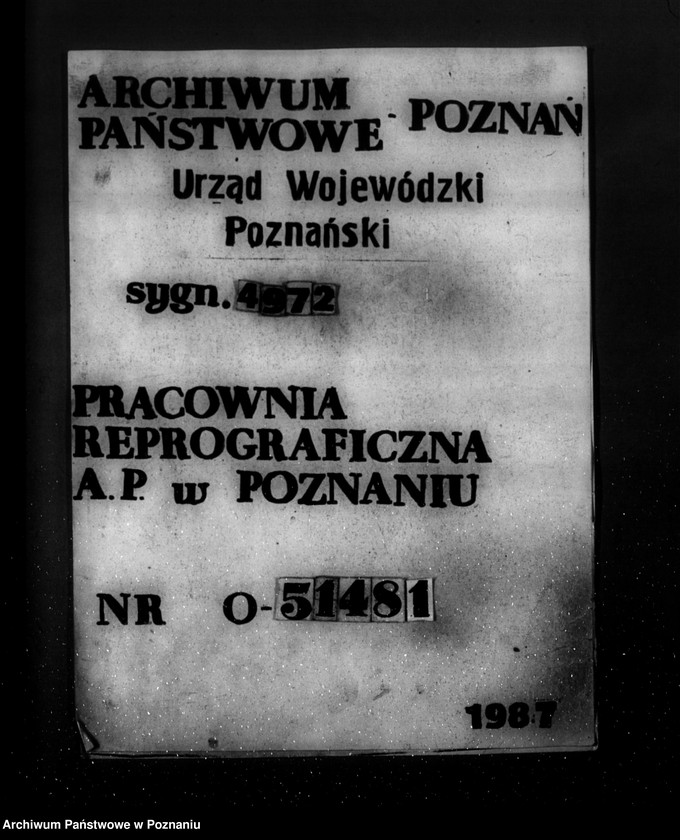 ARCHIWUM
PAŃSTWOWE - POZNAŃ
Urząd Wojewódzki
Poznański
sygn. 4972
PRACOWNIA
REPROGRAFICZNA
A.P. w POZNANIU
NR O-51481
1987
Archiwum Państwowe w Poznaniu